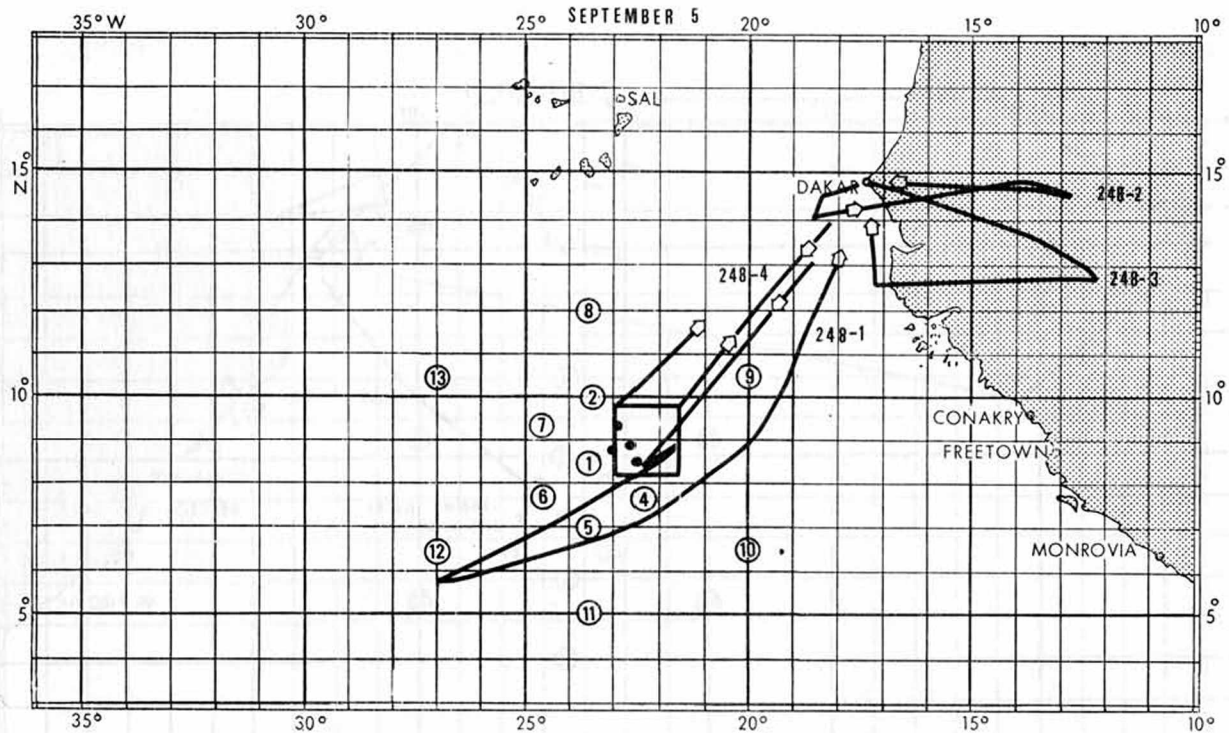 SEPTEMBER 5
35° W 30° 25° 20° 15° 10°
SAL
15° 15°
N
DAKAR
248-2
248-4
248-3
8
248-1
13 9
10° 2 10°
7
CONAKRY
1 FREETOWN
6 4
5
12 10 MONROVIA
5° 11 5°
35° 30° 25° 20° 15° 10°